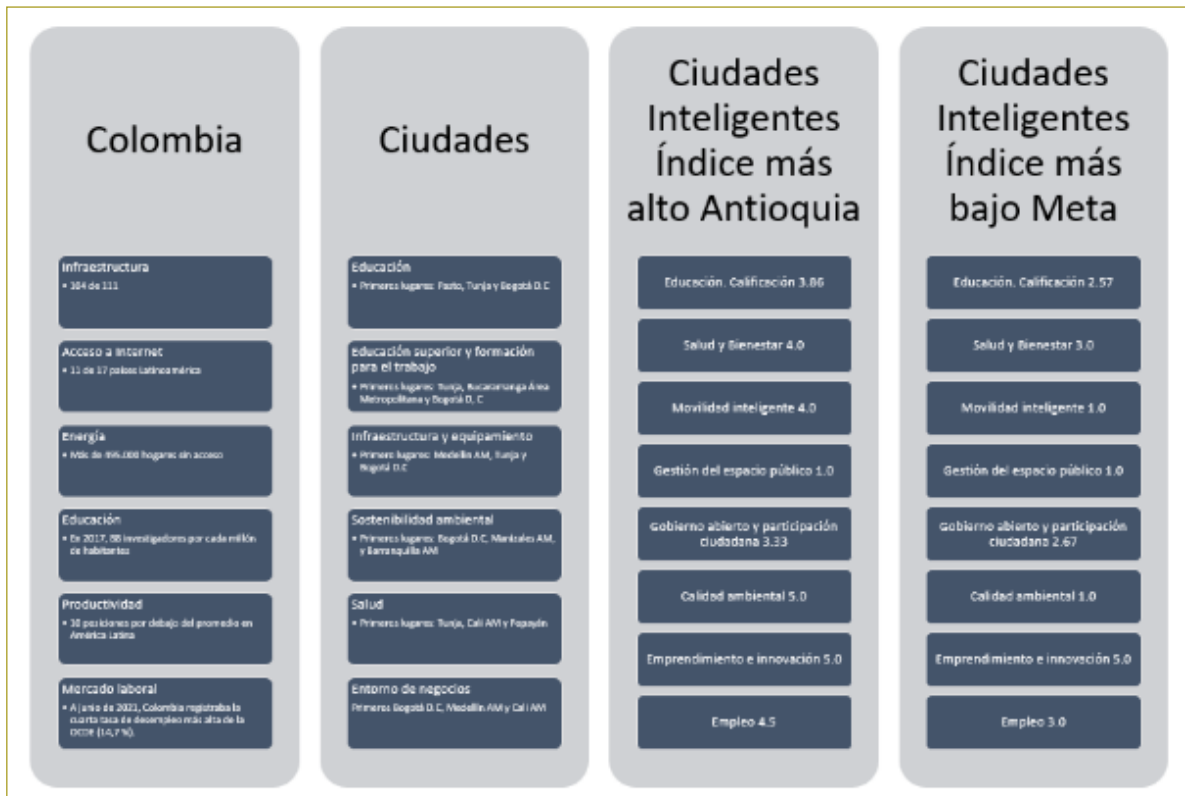 Colombia
Infraestructura
• 104 de 111
Acceso a Internet
• 11 de 17 países Latinoamérica
Energía
• Más de 495.000 hogares sin acceso
Educación
• En 2017, 88 investigadores por cada millón
de habitantes
Productividad
• 10 posiciones por debajo del promedio en
América Latina
Mercado laboral
• A junio de 2021, Colombia registraba la
cuarta tasa de desempleo más alta de la
OCDE (14,7 %).
Ciudades
Educación
• Primeros lugares: Pasto, Tunja y Bogotá D.C
Educación superior y formación
para el trabajo
• Primeros lugares: Tunja, Bucaramanga Área
Metropolitana y Bogotá D, C
Infraestructura y equipamiento
• Primeros lugares: Medellín AM, Tunja y
Bogotá D.C
Sostenibilidad ambiental
• Primeros lugares: Bogotá D.C, Manizales AM,
y Barranquilla AM
Salud
• Primeros lugares: Tunja, Cali AM y Popayán
Entorno de negocios
Primeros Bogotá D.C, Medellín AM y Cali AM
Ciudades
Inteligentes
Índice más
alto Antioquia
Educación. Calificación 3.86
Salud y Bienestar 4.0
Movilidad inteligente 4.0
Gestión del espacio público 1.0
Gobierno abierto y participación
ciudadana 3.33
Calidad ambiental 5.0
Emprendimiento e innovación 5.0
Empleo 4.5
Ciudades
Inteligentes
Índice más
bajo Meta
Educación. Calificación 2.57
Salud y Bienestar 3.0
Movilidad inteligente 1.0
Gestión del espacio público 1.0
Gobierno abierto y participación
ciudadana 2.67
Calidad ambiental 1.0
Emprendimiento e innovación 5.0
Empleo 3.0